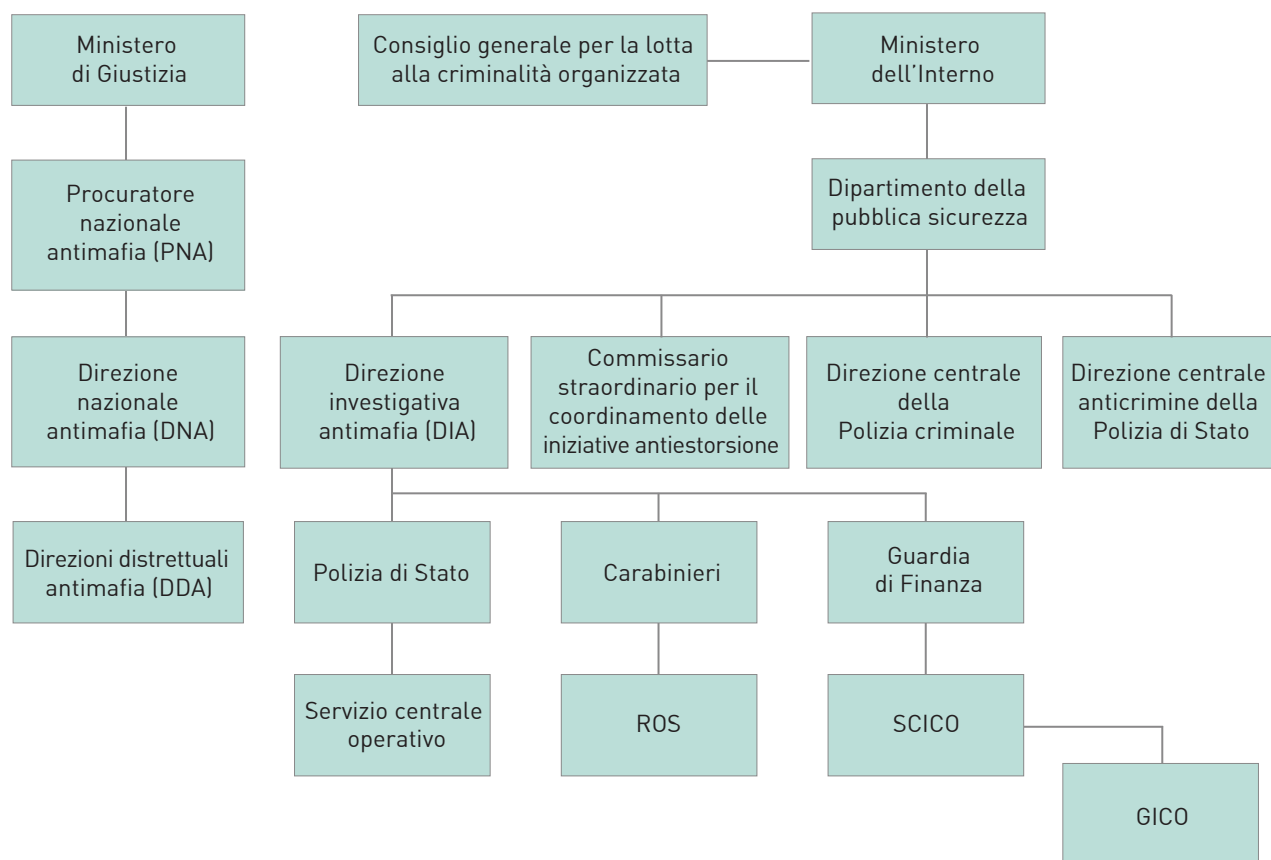 Ministero
di Giustizia
Consiglio generale per la lotta
alla criminalità organizzata
Ministero
dell'Interno
Procuratore
nazionale
antimafia (PNA)
Dipartimento della
pubblica sicurezza
Direzione
nazionale
antimafia (DNA)
Direzione
investigativa
antimafia (DIA)
Commissario
straordinario per il
coordinamento delle
iniziative antiestorsione
Direzione centrale
della
Polizia criminale
Direzione centrale
anticrimine della
Polizia di Stato
Direzioni distrettuali
antimafia (DDA)
Polizia di Stato
Carabinieri
Guardia
di Finanza
Servizio centrale
operativo
ROS
SCICO
GICO